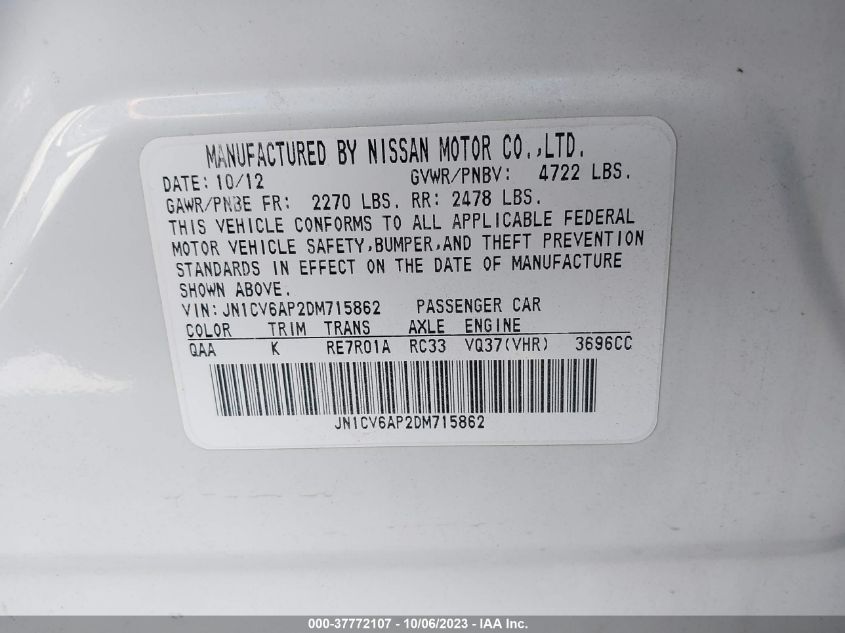 MANUFACTURED BY NISSAN MOTOR CO.,LTD.
DATE: 10/12 GVWR/PNBV: 4722 LBS.
GAWR/PNBE FR: 2270 LBS. RR: 2478 LBS.
THIS VEHICLE CONFORMS TO ALL APPLICABLE FEDERAL
MOTOR VEHICLE SAFETY,BUMPER,AND THEFT PREVENTION
STANDARDS IN EFFECT ON THE DATE OF MANUFACTURE
SHOWN ABOVE.
VIN: JN1CV6AP2DM715862 PASSENGER CAR
COLOR TRIM TRANS AXLE ENGINE
QAA K RE7R01A RC33 VQ37(VHR) 3696CC
JN1CV6AP2DM715862
000-37772107 - 10/06/2023 - IAA Inc.